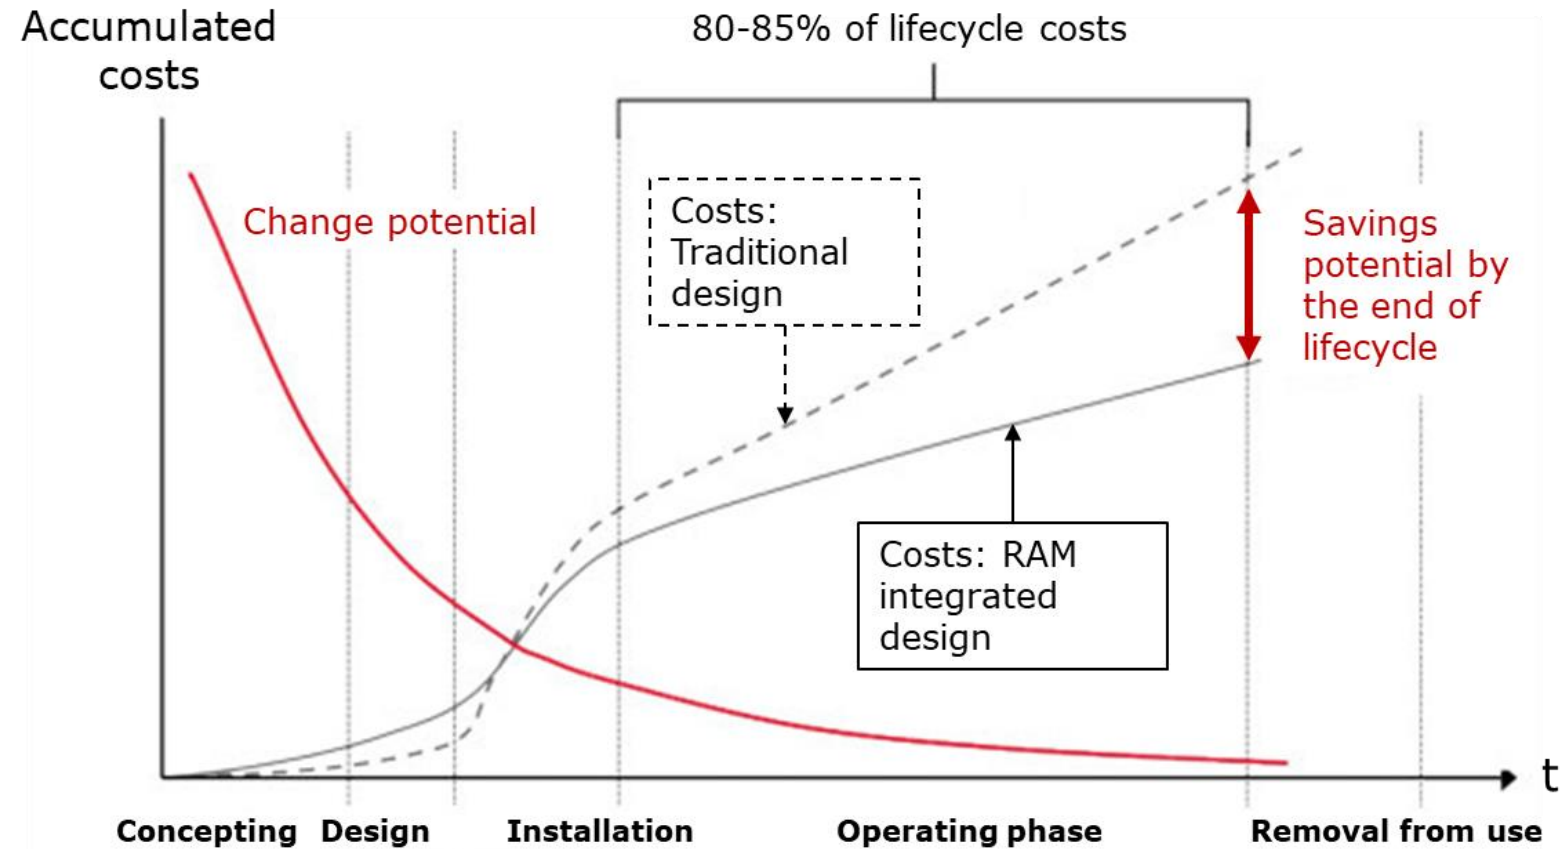 Accumulated
costs
80-85% of lifecycle costs
Change potential
Costs:
Traditional
design
Savings
potential by
the end of
lifecycle
Costs: RAM
integrated
design
t
Concepting
Design
Installation
Operating phase
Removal from use